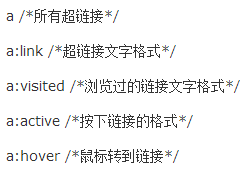 a /*所有超链接*/
a:link /*超链接文字格式*/
a:visited /*浏览过的链接文字格式*/
a:active /*按下链接的格式*/
a:hover /*鼠标转到链接*/